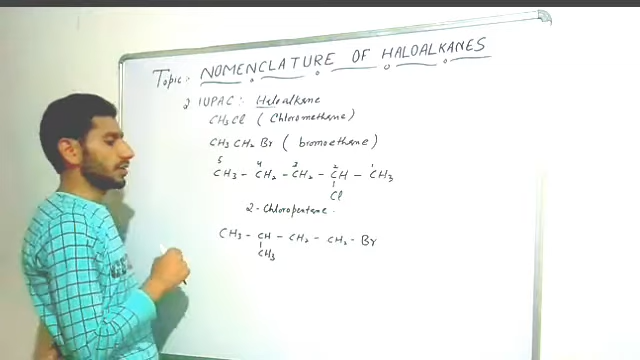 Topic:- NOMENCLATURE OF HALOALKANES
2 IUPAC:- Haloalkane
CH3Cl ( Chloromethane )
CH3CH2Br ( bromoethane )
5 4 3 2 1
CH3 - CH2 - CH2 - CH - CH3
Cl
2-Chloropentane.
CH3 - CH - CH2 - CH2 - Br
CH3